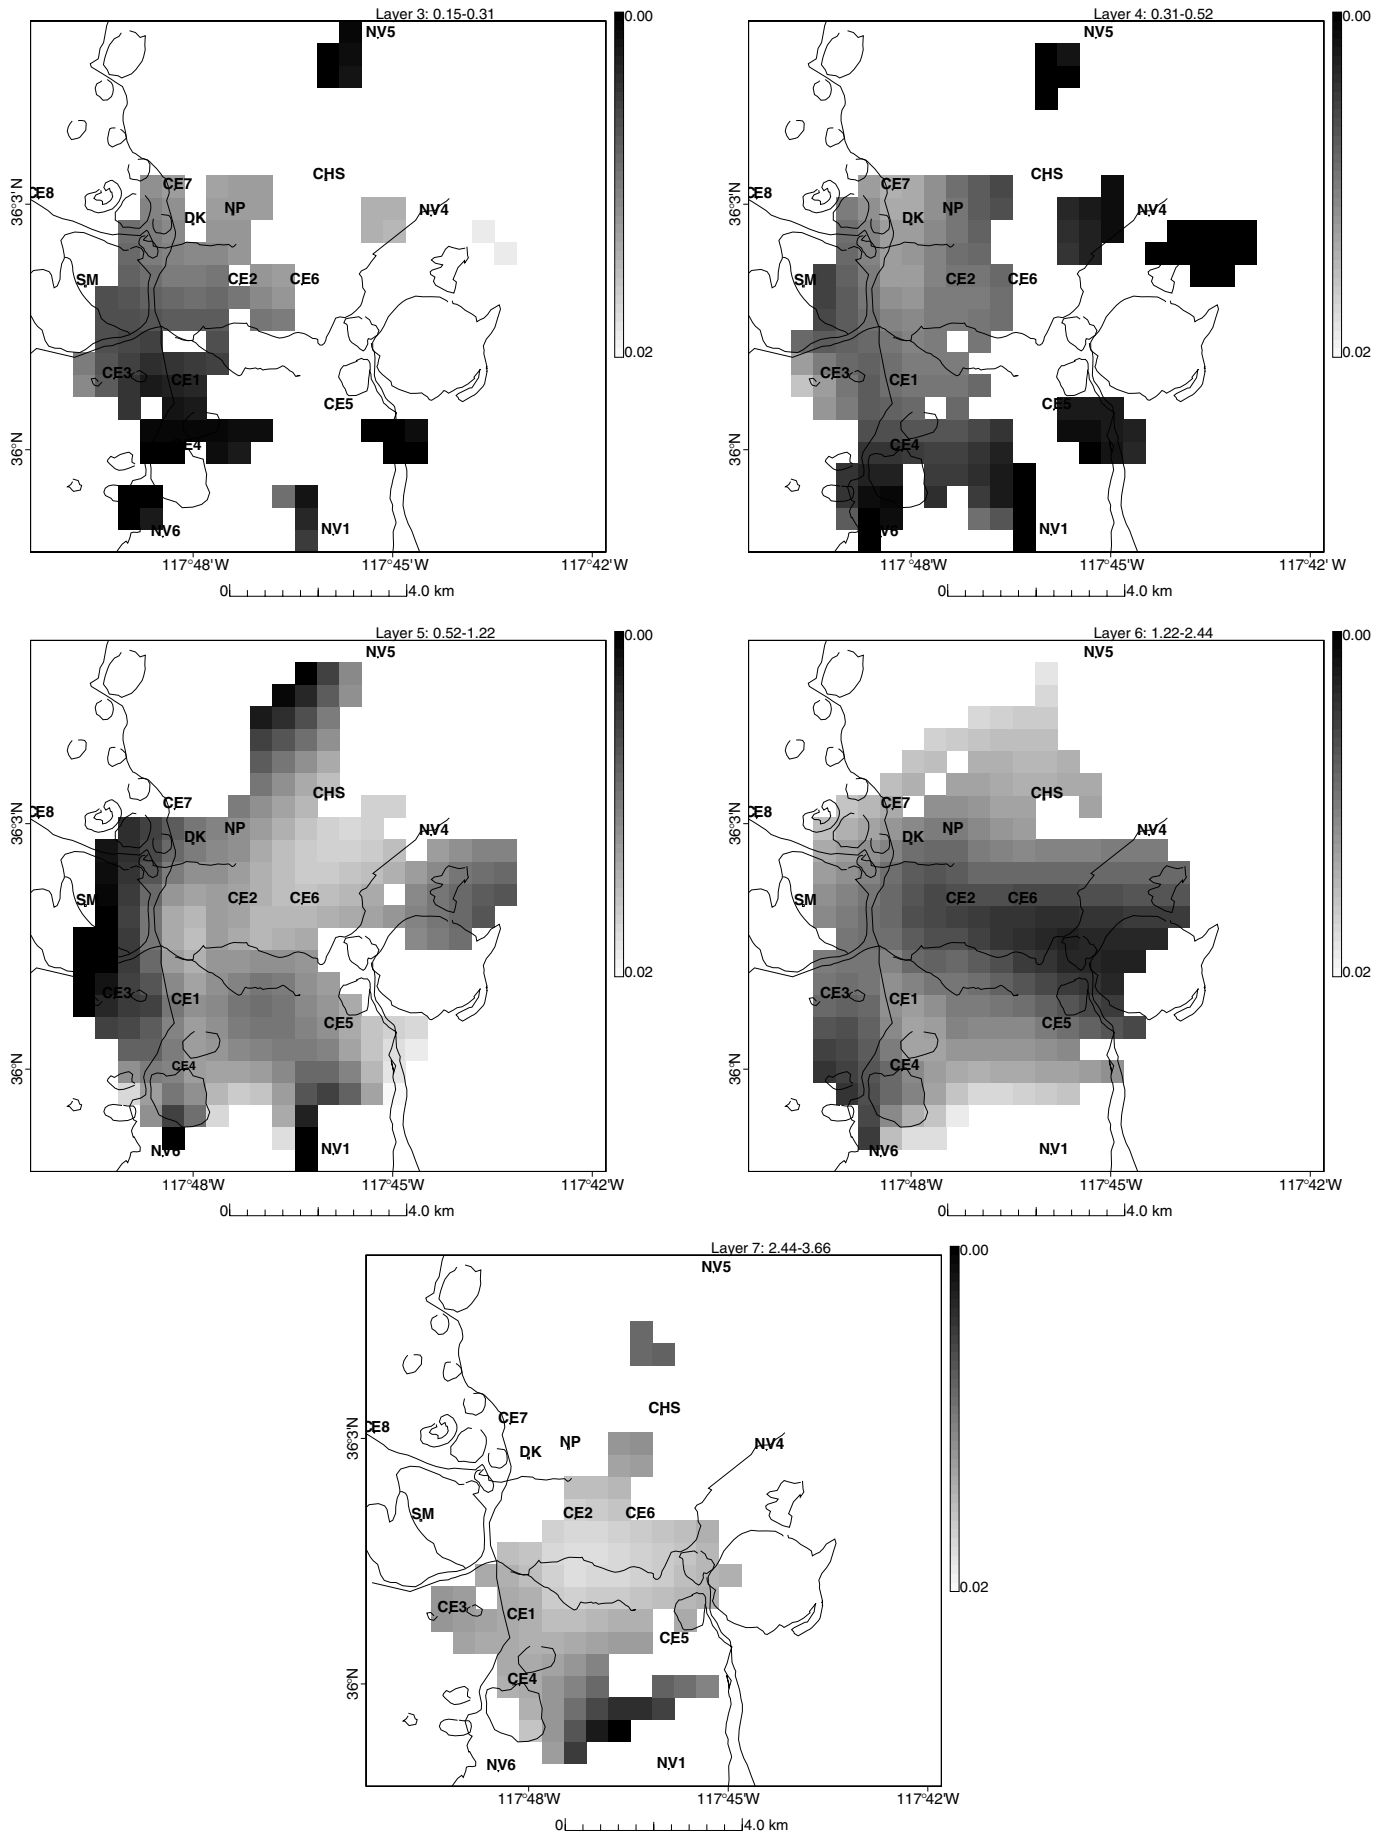 Layer 3: 0.15-0.31
0.00
NV5
CHS
CE7
CE8
NP
DK
NV4
36°3' N
SM
CE2
CE6
0.02
CE3
CE1
CE5
E4
36°N
NV6
NV1
117°48' W
117°45'W
117°42' W
0
4.0 km
Layer 4: 0.31-0.52
0.00
NV5
CHS
CE7
CE8
NP
DK
NV4
36°3' N
SM
CE2
CE6
0.02
CE3
CE1
CE5
CE4
36°N
V6
NV1
117°48' W
117°45'W
117°42' W
0
4.0 km
Layer 5: 0.52-1.22
0.00
NV5
CHS
CE7
CE8
NP
DK
NV4
36°3'N
SM
CE2
CE6
0.02
CE3
CE1
CE5
CE4
36°N
NV6
NV1
117°48'W
117°45'W
117°42'W
0
4.0 km
Layer 6: 1.22-2.44
0.00
NV5
CHS
CE7
CE8
NP
DK
NV4
36°3'N
SM
CE2
CE6
0.02
CE3
CE1
CE5
CE4
36°N
NV6
NV1
117°48'W
117°45'W
117°42'W
0
4.0 km
Layer 7: 2.44-3.66
0.00
NV5
CHS
CE7
CE8
NP
DK
NV4
36°3'N
SM
CE2
CE6
0.02
CE3
CE1
CE5
CE4
36°N
NV6
NV1
117°48'W
117°45'W
117°42'W
0
4.0 km